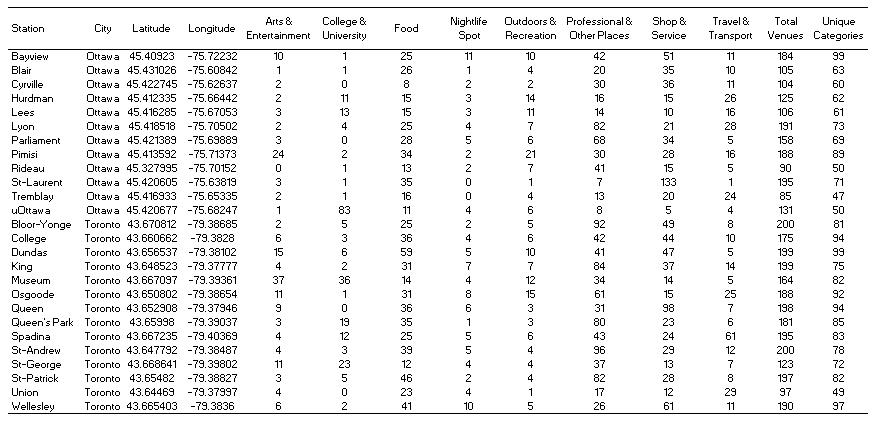 Station City Latitude Longitude Arts & Entertainment College & University Food Nightlife Spot Outdoors & Recreation Professional & Other Places Shop & Service Travel & Transport Total Venues Unique Categories
Bayview Ottawa 45.40923 -75.72232 10 1 25 11 10 42 51 11 184 99
Blair Ottawa 45.431026 -75.60842 1 1 26 1 4 20 35 10 105 63
Cyrville Ottawa 45.422745 -75.62637 2 0 8 2 2 30 36 11 104 60
Hurdman Ottawa 45.412335 -75.66442 2 11 15 3 14 16 15 26 125 62
Lees Ottawa 45.416285 -75.67053 3 13 15 3 11 14 10 16 106 61
Lyon Ottawa 45.418518 -75.70502 2 4 25 4 7 82 21 28 191 73
Parliament Ottawa 45.421389 -75.69889 3 0 28 5 6 68 34 5 158 69
Pimisi Ottawa 45.413592 -75.71373 24 2 34 2 21 30 28 16 188 89
Rideau Ottawa 45.327995 -75.70152 0 1 13 2 7 41 15 5 90 50
St-Laurent Ottawa 45.420605 -75.63819 3 1 35 0 1 7 133 1 195 71
Tremblay Ottawa 45.416933 -75.65335 2 1 16 0 4 13 20 24 85 47
uOttawa Ottawa 45.420677 -75.68247 1 83 11 4 6 8 5 4 131 50
Bloor-Yonge Toronto 43.670812 -79.38685 2 5 25 2 5 92 49 8 200 81
College Toronto 43.660662 -79.3828 6 3 36 4 6 42 44 10 175 94
Dundas Toronto 43.656537 -79.38102 15 6 59 5 10 41 47 5 199 99
King Toronto 43.648523 -79.37777 4 2 31 7 7 84 37 14 199 75
Museum Toronto 43.667097 -79.39361 37 36 14 4 12 34 14 5 164 82
Osgoode Toronto 43.650802 -79.38654 11 1 31 8 15 61 15 25 188 92
Queen Toronto 43.652908 -79.37946 9 0 36 6 3 31 98 7 198 94
Queen's Park Toronto 43.65998 -79.39037 3 19 35 1 3 80 23 6 181 85
Spadina Toronto 43.667235 -79.40369 4 12 25 5 6 43 24 61 195 83
St-Andrew Toronto 43.647792 -79.38487 4 3 39 5 4 96 29 12 200 78
St-George Toronto 43.668641 -79.39802 11 23 12 4 4 37 13 7 123 72
St-Patrick Toronto 43.65482 -79.38827 3 5 46 2 4 82 28 8 197 82
Union Toronto 43.64469 -79.37997 4 0 23 4 1 17 12 29 97 49
Wellesley Toronto 43.665403 -79.3836 6 2 41 10 5 26 61 11 190 97